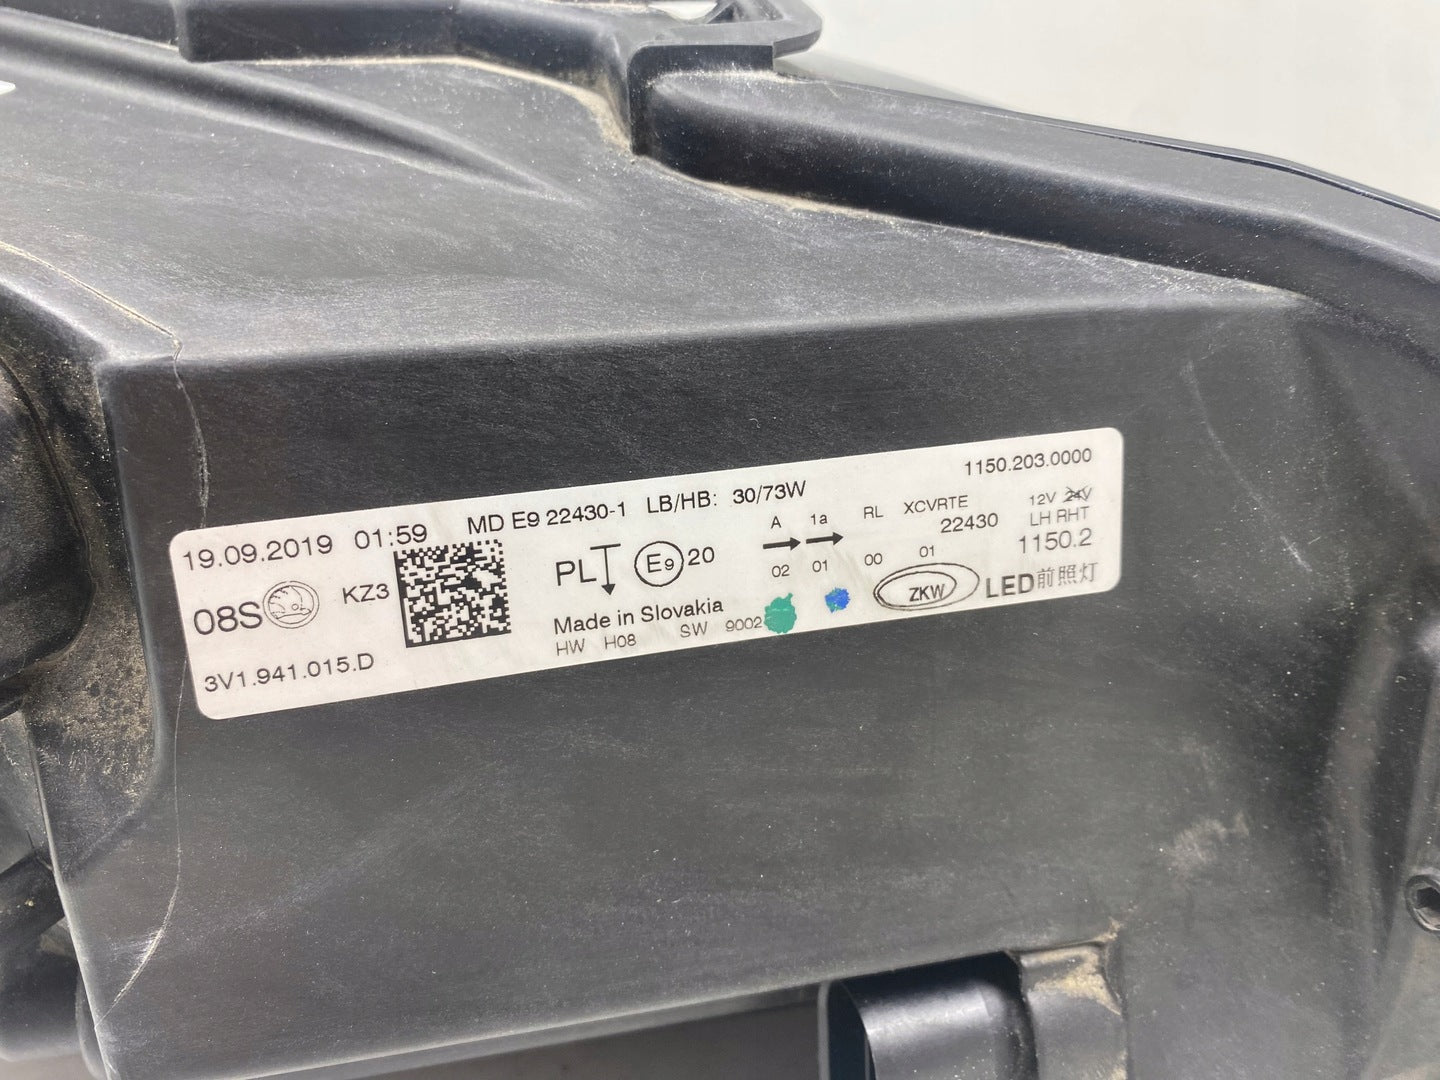 19.09.2019 01:59
MD E9 22430-1 LB/HB: 30/73W
1150.203.0000
08S KZ3
3V1.941.015.D
PL E9 20
Made in Slovakia
HW H08 SW 9002
A 1a RL XCVRTE 12V 24V
22430 LH RHT
02 01 00 01 1150.2
ZKW LED前照灯